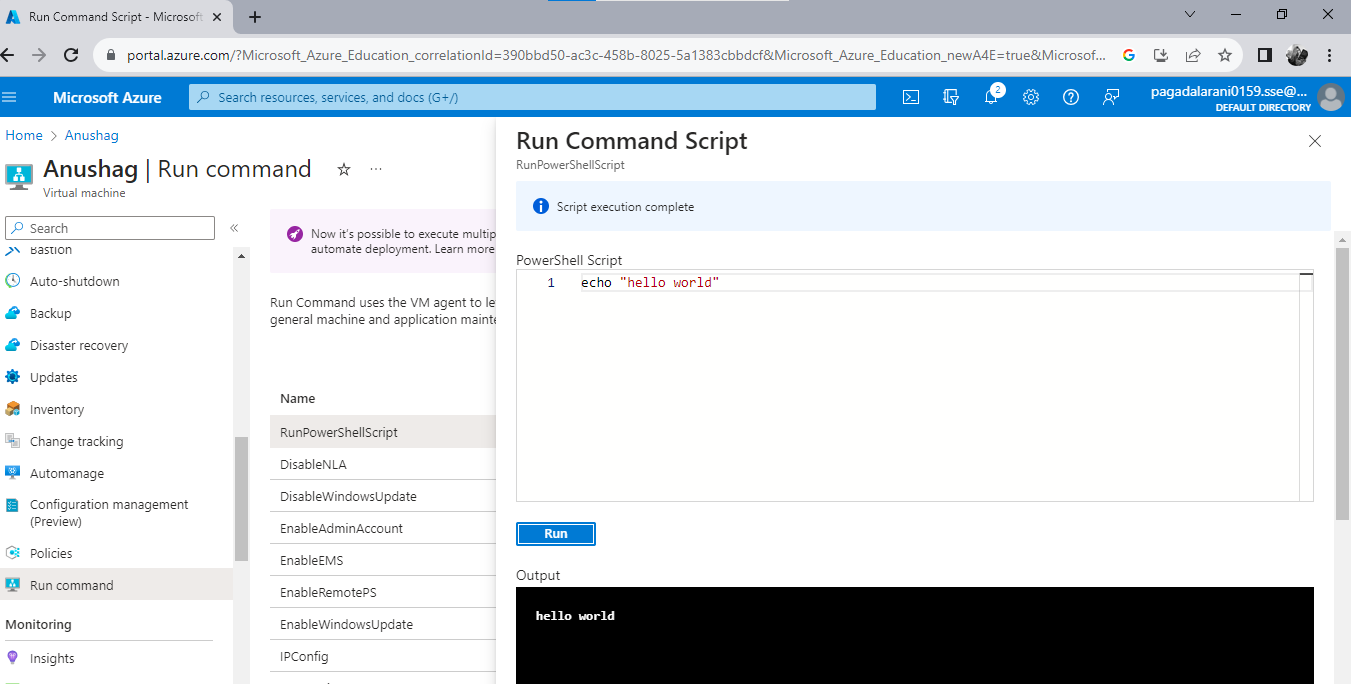 Run Command Script - Microsoft
portal.azure.com/?Microsoft_Azure_Education_correlationId=390bbd50-ac3c-458b-8025-5a1383cbbdcf&Microsoft_Azure_Education_newA4E=true&Microsof...
Microsoft Azure
Search resources, services, and docs (G+/)
2
pagadalarani0159.sse@...
DEFAULT DIRECTORY
Home > Anushag
Anushag | Run command
Virtual machine
Search
Bastion
Auto-shutdown
Backup
Disaster recovery
Updates
Inventory
Change tracking
Automanage
Configuration management
(Preview)
Policies
Run command
Monitoring
Insights
Now it's possible to execute multip
automate deployment. Learn more
Run Command uses the VM agent to le
general machine and application mainte
Name
RunPowerShellScript
DisableNLA
DisableWindowsUpdate
EnableAdminAccount
EnableEMS
EnableRemotePS
EnableWindowsUpdate
IPConfig
Run Command Script
RunPowerShellScript
Script execution complete
PowerShell Script
1 echo "hello world"
Run
Output
hello world